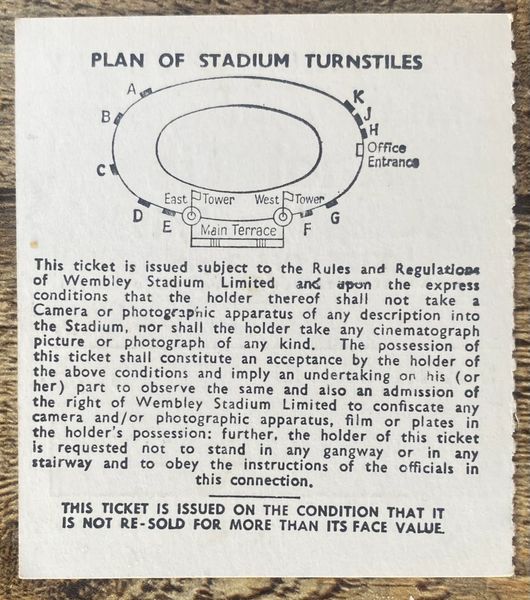 PLAN OF STADIUM TURNSTILES
A
B
C
D
E
East Tower
Main Terrace
West Tower
F
G
K
J
H
Office
Entrance
This ticket is issued subject to the Rules and Regulations
of Wembley Stadium Limited and upon the express
conditions that the holder thereof shall not take a
Camera or photographic apparatus of any description into
the Stadium, nor shall the holder take any cinematograph
picture or photograph of any kind. The possession of
this ticket shall constitute an acceptance by the holder of
the above conditions and imply an undertaking on his (or
her) part to observe the same and also an admission of
the right of Wembley Stadium Limited to confiscate any
camera and/or photographic apparatus, film or plates in
the holder's possession: further, the holder of this ticket
is requested not to stand in any gangway or in any
stairway and to obey the instructions of the officials in
this connection.
THIS TICKET IS ISSUED ON THE CONDITION THAT IT
IS NOT RE-SOLD FOR MORE THAN ITS FACE VALUE.